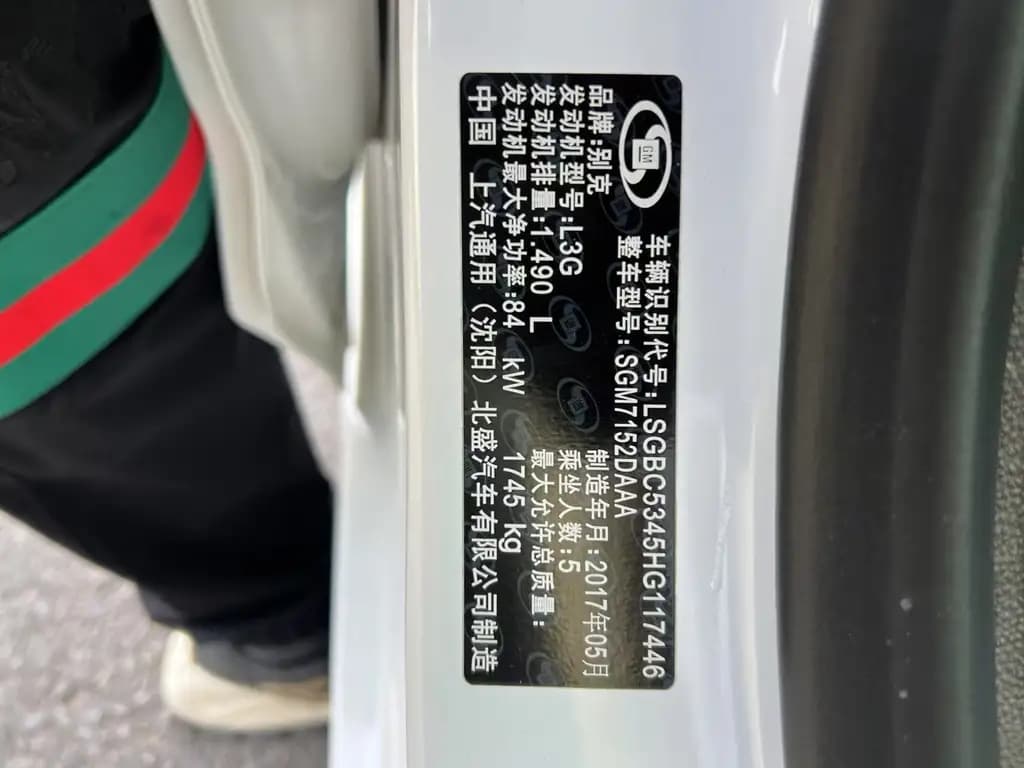 GM
车辆识别代号:LSGBC5345HG117446
整车型号:SGM7152DAAA
品牌:别克 制造年月:2017年05月
发动机型号:L3G 乘坐人数:5
发动机排量:1.490 L 最大允许总质量:
发动机最大净功率:84 kW 1745 kg
中国 上汽通用(沈阳)北盛汽车有限公司制造